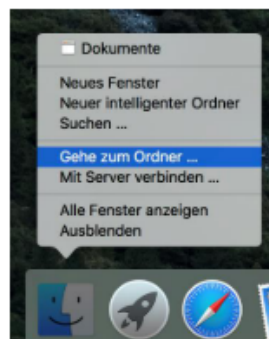 Dokumente
Neues Fenster
Neuer intelligenter Ordner
Suchen ...
Gehe zum Ordner ...
Mit Server verbinden ...
Alle Fenster anzeigen
Ausblenden